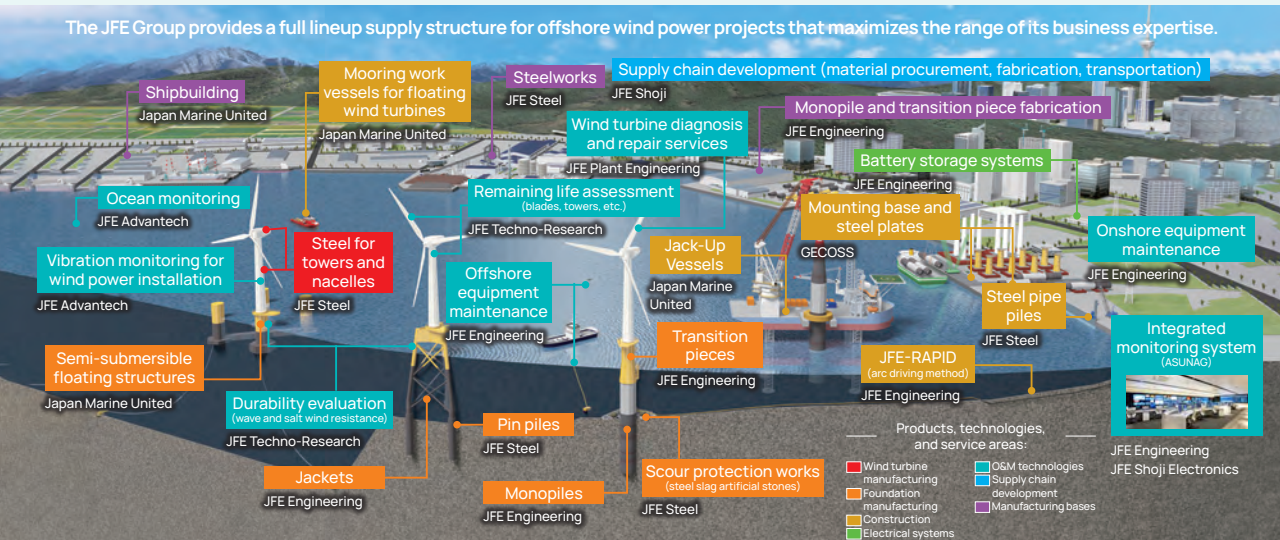 The JFE Group provides a full lineup supply structure for offshore wind power projects that maximizes the range of its business expertise.
Shipbuilding
Japan Marine United
Mooring work
vessels for floating
wind turbines
Japan Marine United
Steelworks
JFE Steel
Supply chain development (material procurement, fabrication, transportation)
JFE Shoji
Monopile and transition piece fabrication
JFE Engineering
Wind turbine diagnosis
and repair services
JFE Plant Engineering
Battery storage systems
JFE Engineering
Ocean monitoring
JFE Advantech
Remaining life assessment
(blades, towers, etc.)
JFE Techno-Research
Mounting base and
steel plates
GECOSS
Onshore equipment
maintenance
JFE Engineering
Vibration monitoring for
wind power installation
JFE Advantech
Steel for
towers and
nacelles
JFE Steel
Offshore
equipment
maintenance
JFE Engineering
Jack-Up
Vessels
Japan Marine
United
Steel pipe
piles
JFE Steel
Integrated
monitoring system
(ASUNAG)
JFE Engineering
JFE Shoji Electronics
Semi-submersible
floating structures
Japan Marine United
Transition
pieces
JFE Engineering
JFE-RAPID
(arc driving method)
JFE Engineering
Durability evaluation
(wave and salt wind resistance)
JFE Techno-Research
Pin piles
JFE Steel
Jackets
JFE Engineering
Monopiles
JFE Engineering
Scour protection works
(steel slag artificial stones)
JFE Steel
Products, technologies,
and service areas:
Wind turbine
manufacturing
Foundation
manufacturing
Construction
Electrical systems
O&M technologies
Supply chain
development
Manufacturing bases